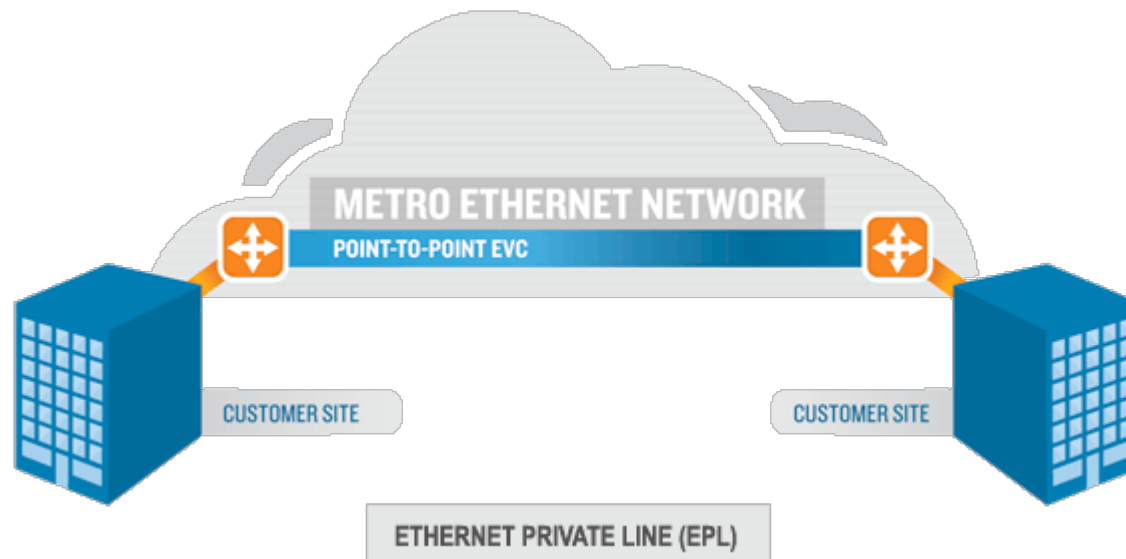 METRO ETHERNET NETWORK
POINT-TO-POINT EVC
CUSTOMER SITE
CUSTOMER SITE
ETHERNET PRIVATE LINE (EPL)